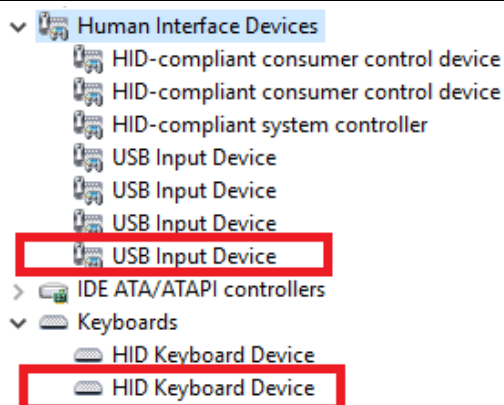 Human Interface Devices
HID-compliant consumer control device
HID-compliant consumer control device
HID-compliant system controller
USB Input Device
USB Input Device
USB Input Device
USB Input Device
IDE ATA/ATAPI controllers
Keyboards
HID Keyboard Device
HID Keyboard Device